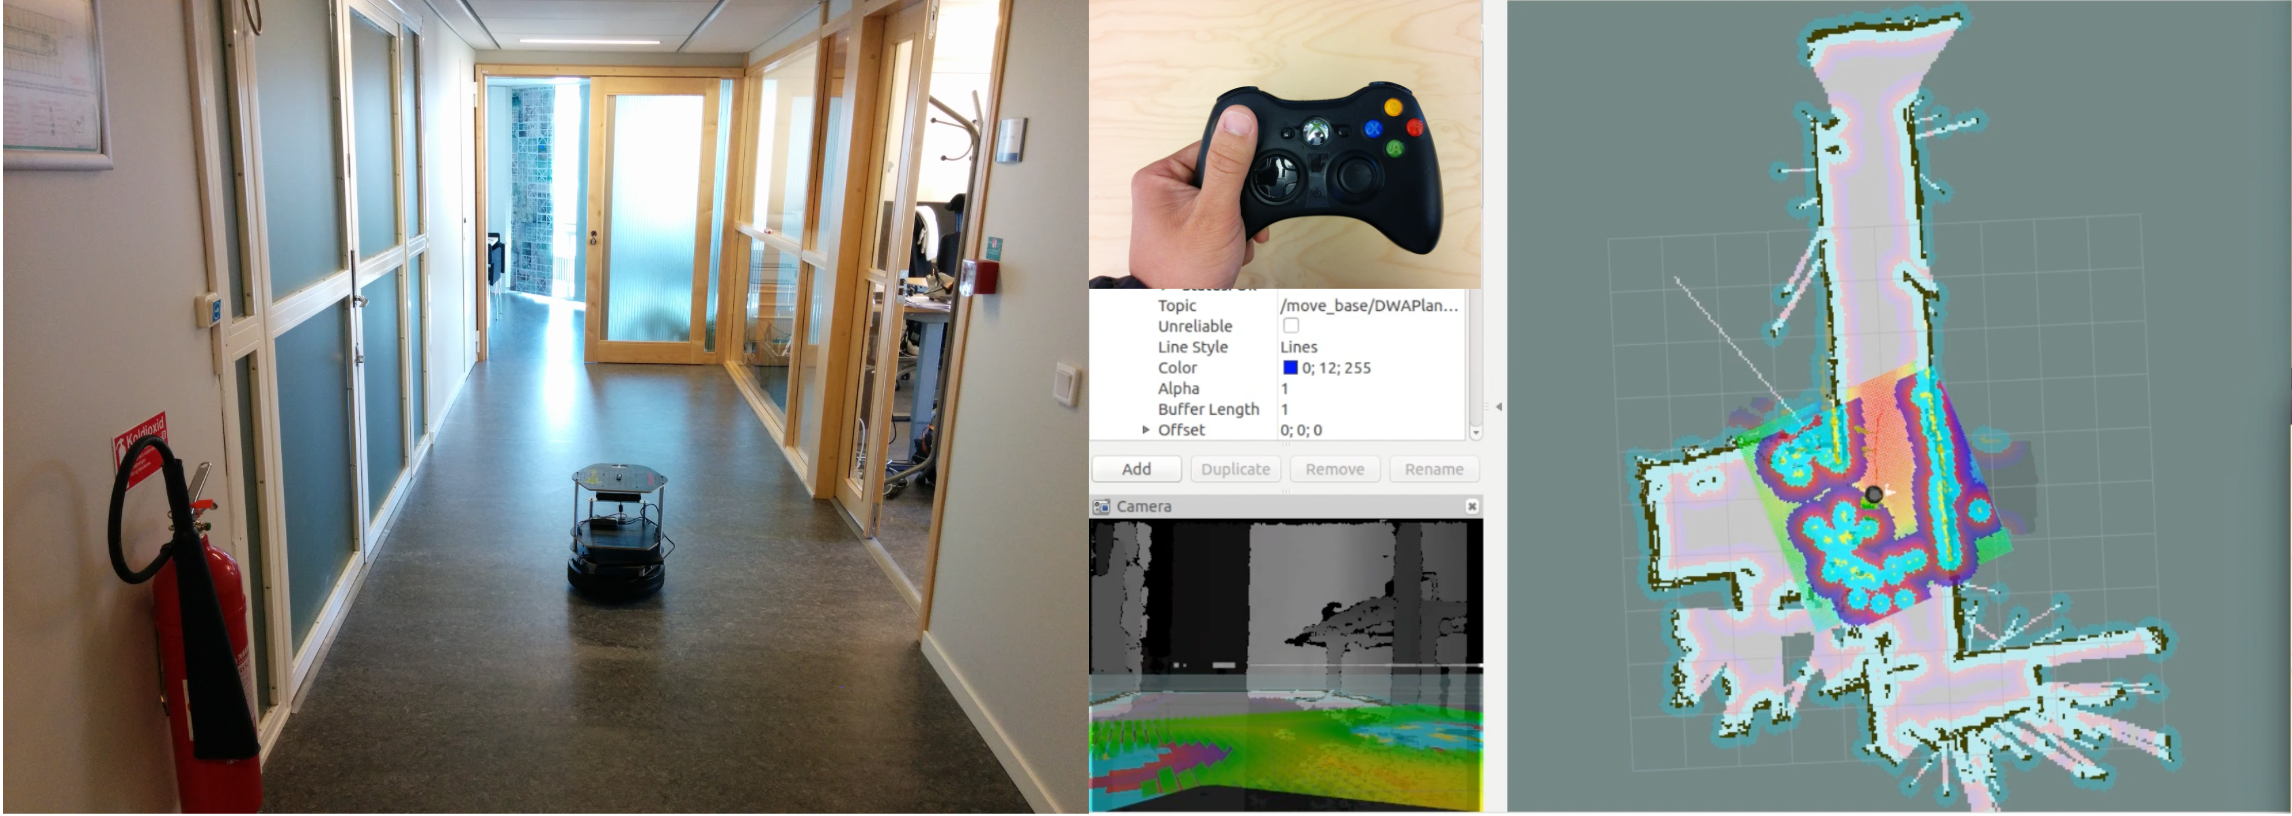 Koldioxid
X
A
Topic /move_base/DWAPlan...
Unreliable
Line Style Lines
Color 0; 12; 255
Alpha 1
Buffer Length 1
Offset 0; 0; 0
Add Duplicate Remove Rename
Camera